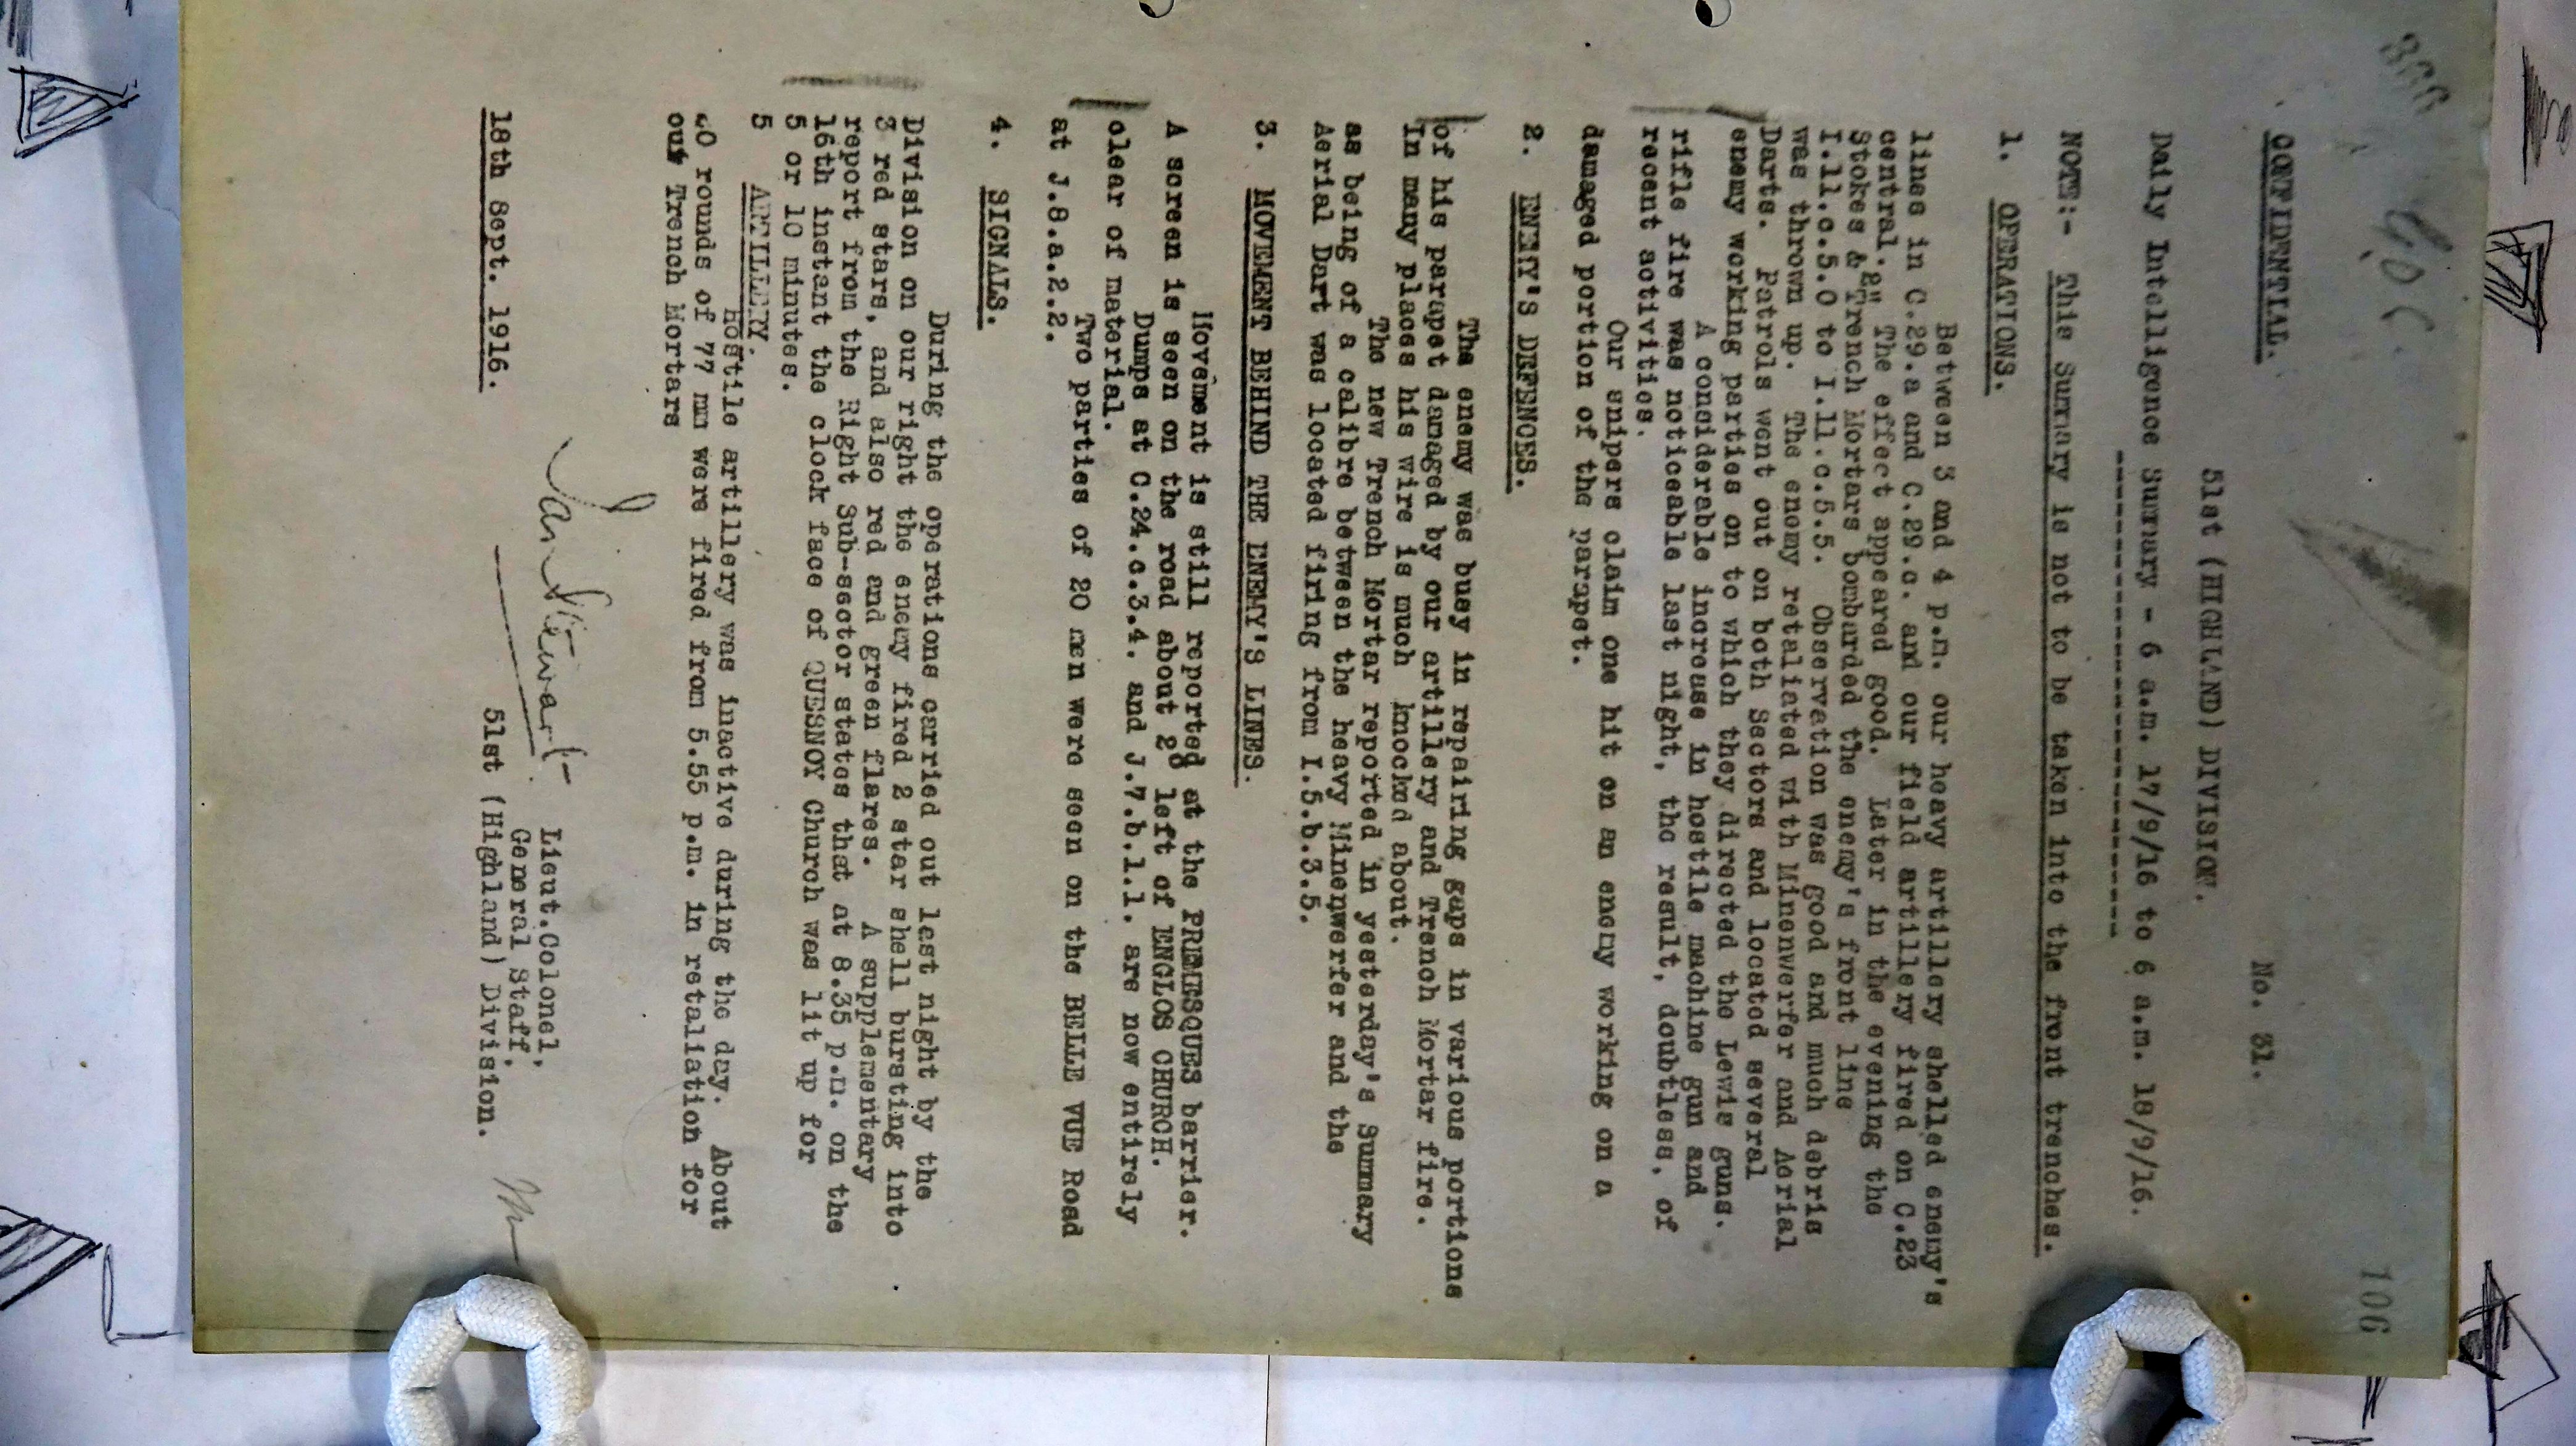 106
G.O.C.
CONFIDENTIAL.
No. 31.
51st (HIGHLAND) DIVISION.
Daily Intelligence Summary - 6 a.m. 17/9/16 to 6 a.m. 18/9/16.
NOTE:- This Summary is not to be taken into the front trenches.
1. OPERATIONS.
Between 3 and 4 p.m. our heavy artillery shelled enemy's
lines in C.29.a and C.29.c. and our field artillery fired on C.23
central. The effect appeared good. Later in the evening the
Stokes & 2" Trench Mortars bombarded the enemy's front line
I.11.c.5.0 to I.11.c.5.5. Observation was good and much debris
was thrown up. The enemy retaliated with Minenwerfer and Aerial
Darts. Patrols went out on both Sectors and located several
enemy working parties on to which they directed the Lewis guns.
A considerable increase in hostile machine gun and
rifle fire was noticeable last night, the result, doubtless, of
recent activities.
Our snipers claim one hit on an enemy working on a
damaged portion of the parapet.
2. ENEMY'S DEFENCES.
The enemy was busy in repairing gaps in various portions
of his parapet damaged by our artillery and Trench Mortar fire.
In many places his wire is much knocked about.
The new Trench Mortar reported in yesterday's Summary
as being of a calibre between the heavy Minenwerfer and the
Aerial Dart was located firing from I.5.b.3.5.
3. MOVEMENT BEHIND THE ENEMY'S LINES.
Movement is still reported at the PREMESQUES barrier.
A screen is seen on the road about 2° left of ENGLOS CHURCH.
Dumps at C.24.c.3.4. and J.7.b.1.1. are now entirely
clear of material.
Two parties of 20 men were seen on the BELLE VUE Road
at J.8.a.2.2.
4. SIGNALS.
During the operations carried out last night by the
Division on our right the enemy fired 2 star shell bursting into
3 red stars, and also red and green flares. A supplementary
report from the Right Sub-sector states that at 8.35 p.m. on the
16th instant the clock face of QUESNOY Church was lit up for
5 or 10 minutes.
5 ARTILLERY.
Hostile artillery was inactive during the day. About
40 rounds of 77 mm were fired from 5.55 p.m. in retaliation for
our Trench Mortars
Ian Stewart
Lieut.Colonel,
General Staff,
18th Sept. 1916.
51st (Highland) Division.